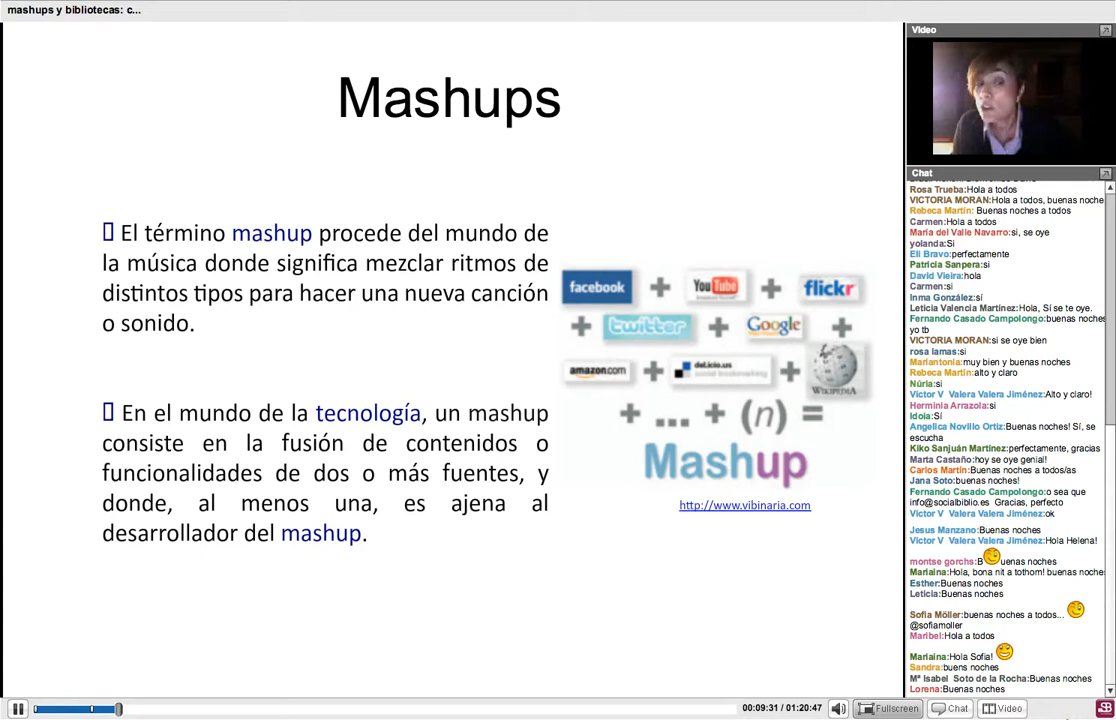 mashups y bibliotecas: c...
Mashups
El término mashup procede del mundo de
la música donde significa mezclar ritmos de
distintos tipos para hacer una nueva canción
o sonido.
En el mundo de la tecnología, un mashup
consiste en la fusión de contenidos o
funcionalidades de dos o más fuentes, y
donde, al menos una, es ajena al
desarrollador del mashup.
facebook + YouTube + flickr
+ twitter + Google +
amazon.com + del.icio.us + WIKIPEDIA
social bookmarking
+ ... + (n) =
Mashup
http://www.vibinaria.com
Video
Chat
Rosa Trueba:Hola a todos
VICTORIA MORAN:Hola a todos, buenas noche
Rebeca Martín: Buenas noches a todos
Carmen:Hola a todos
María del Valle Navarro:si, se oye
yolanda:Si
Eli Bravo:perfectamente
Patricia Sanpera:si
David Vieira:hola
Carmen:si
Inma González:sí
Leticia Valencia Martínez:Hola, Sí se te oye.
Fernando Casado Campolongo:buenas noches
yo tb
VICTORIA MORAN:si se oye bien
rosa lamas:si
Mariantonia:muy bien y buenas noches
Rebeca Martín:alto y claro
Núria:si
Victor V Valera Valera Jiménez:Alto y claro!
Herminia Arrazola:si
Idoia:Sí
Angelica Novillo Ortiz:Buenas noches! Sí, se
escucha
Kiko Sanjuán Martínez:perfectamente, gracias
Marta Castaño:hoy se oye genial!
Carlos Martín:Buenas noches a todos/as
Jana Soto:buenas noches!
Fernando Casado Campolongo:o sea que
info@socialbiblio.es Gracias, perfecto
Victor V Valera Valera Jiménez:ok
Jesus Manzano:Buenas noches
Victor V Valera Valera Jiménez:Hola Helena!
montse gorchs:B uenas noches
Mariaina:Hola, bona nit a tothom! buenas noche
Esther:Buenas noches
Leticia:Buenas noches
Sofia Möller:buenas noches a todos...
@sofiamoller
Maribel:Hola a todos
Mariaina:Hola Sofia!
Sandra:buens noches
Mª Isabel Soto de la Rocha:Buenas noches
Lorena:Buenas noches
00:09:31 / 01:20:47 Fullscreen Chat Video SB